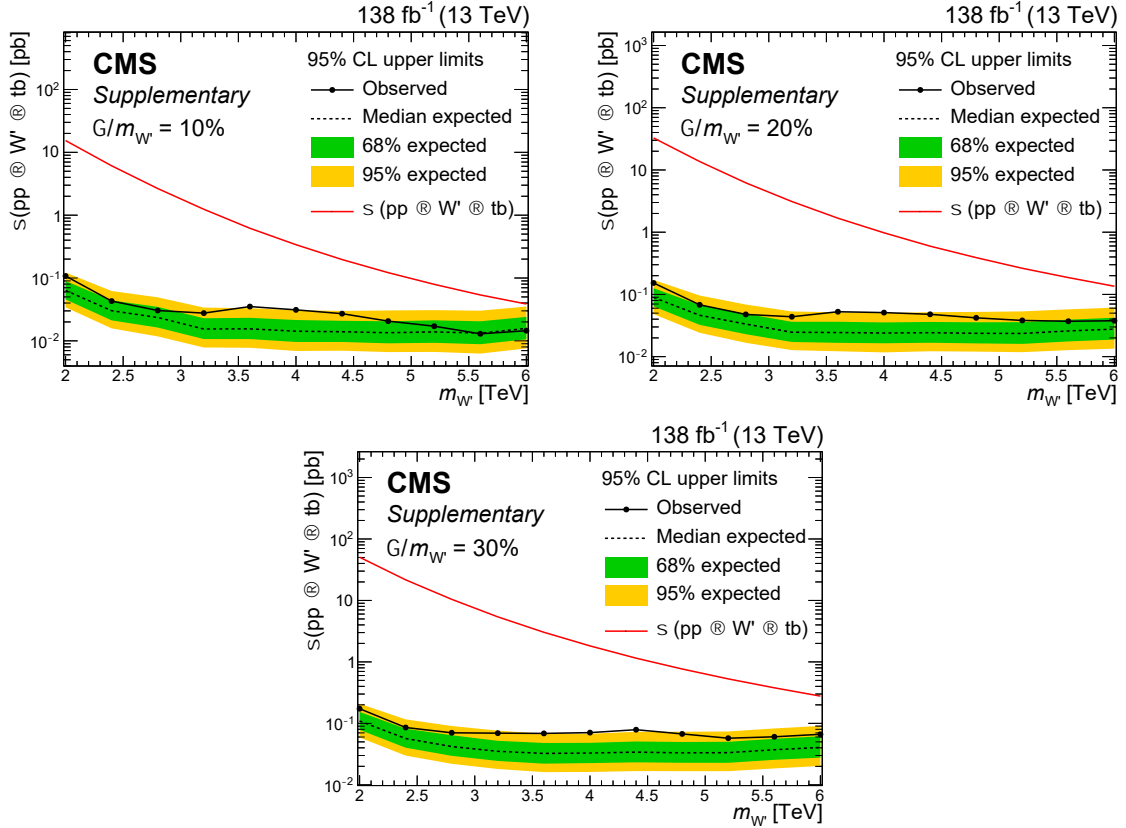 138 fb⁻¹ (13 TeV)
CMS
Supplementary
G/m_W' = 10%
95% CL upper limits
Observed
Median expected
68% expected
95% expected
s (pp ® W' ® tb)
s(pp ® W' ® tb) [pb]
10²
10
1
10⁻¹
10⁻²
2 2.5 3 3.5 4 4.5 5 5.5 6
m_W' [TeV]
138 fb⁻¹ (13 TeV)
CMS
Supplementary
G/m_W' = 20%
95% CL upper limits
Observed
Median expected
68% expected
95% expected
s (pp ® W' ® tb)
s(pp ® W' ® tb) [pb]
10³
10²
10
1
10⁻¹
10⁻²
2 2.5 3 3.5 4 4.5 5 5.5 6
m_W' [TeV]
138 fb⁻¹ (13 TeV)
CMS
Supplementary
G/m_W' = 30%
95% CL upper limits
Observed
Median expected
68% expected
95% expected
s (pp ® W' ® tb)
s(pp ® W' ® tb) [pb]
10³
10²
10
1
10⁻¹
10⁻²
2 2.5 3 3.5 4 4.5 5 5.5 6
m_W' [TeV]